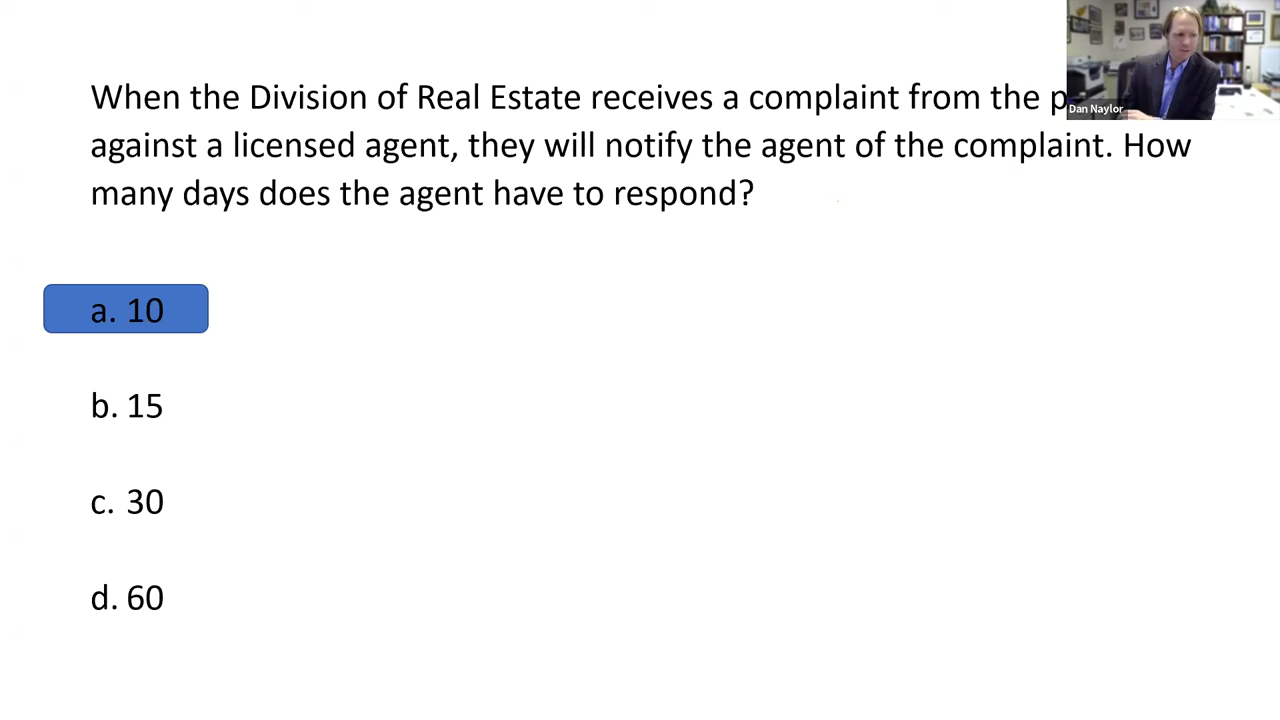 When the Division of Real Estate receives a complaint from the
against a licensed agent, they will notify the agent of the complaint. How
many days does the agent have to respond?
Dan Naylor
a. 10
b. 15
c. 30
d. 60